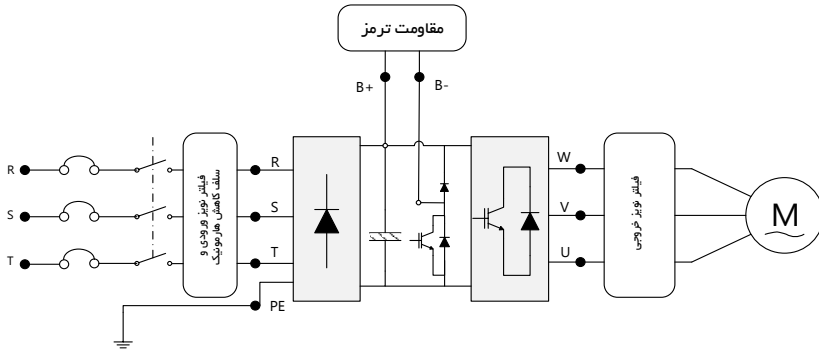 مقاومت ترمز
B+
B-
R
S
T
فیلتر نویز ورودی و
سلف کاهش هارمونیک
R
S
T
PE
W
V
U
فیلتر نویز خروجی
M